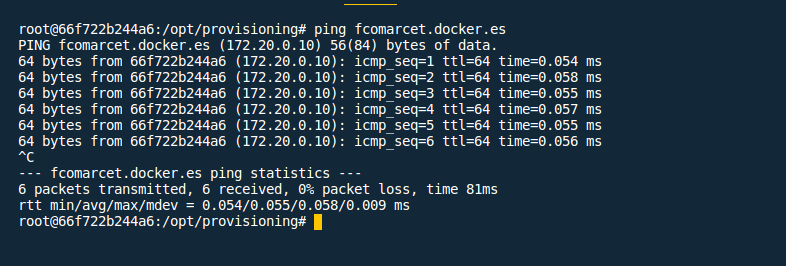 root@66f722b244a6:/opt/provisioning# ping fcomarcet.docker.es
PING fcomarcet.docker.es (172.20.0.10) 56(84) bytes of data.
64 bytes from 66f722b244a6 (172.20.0.10): icmp_seq=1 ttl=64 time=0.054 ms
64 bytes from 66f722b244a6 (172.20.0.10): icmp_seq=2 ttl=64 time=0.058 ms
64 bytes from 66f722b244a6 (172.20.0.10): icmp_seq=3 ttl=64 time=0.055 ms
64 bytes from 66f722b244a6 (172.20.0.10): icmp_seq=4 ttl=64 time=0.057 ms
64 bytes from 66f722b244a6 (172.20.0.10): icmp_seq=5 ttl=64 time=0.055 ms
64 bytes from 66f722b244a6 (172.20.0.10): icmp_seq=6 ttl=64 time=0.056 ms
^C
--- fcomarcet.docker.es ping statistics ---
6 packets transmitted, 6 received, 0% packet loss, time 81ms
rtt min/avg/max/mdev = 0.054/0.055/0.058/0.009 ms
root@66f722b244a6:/opt/provisioning#